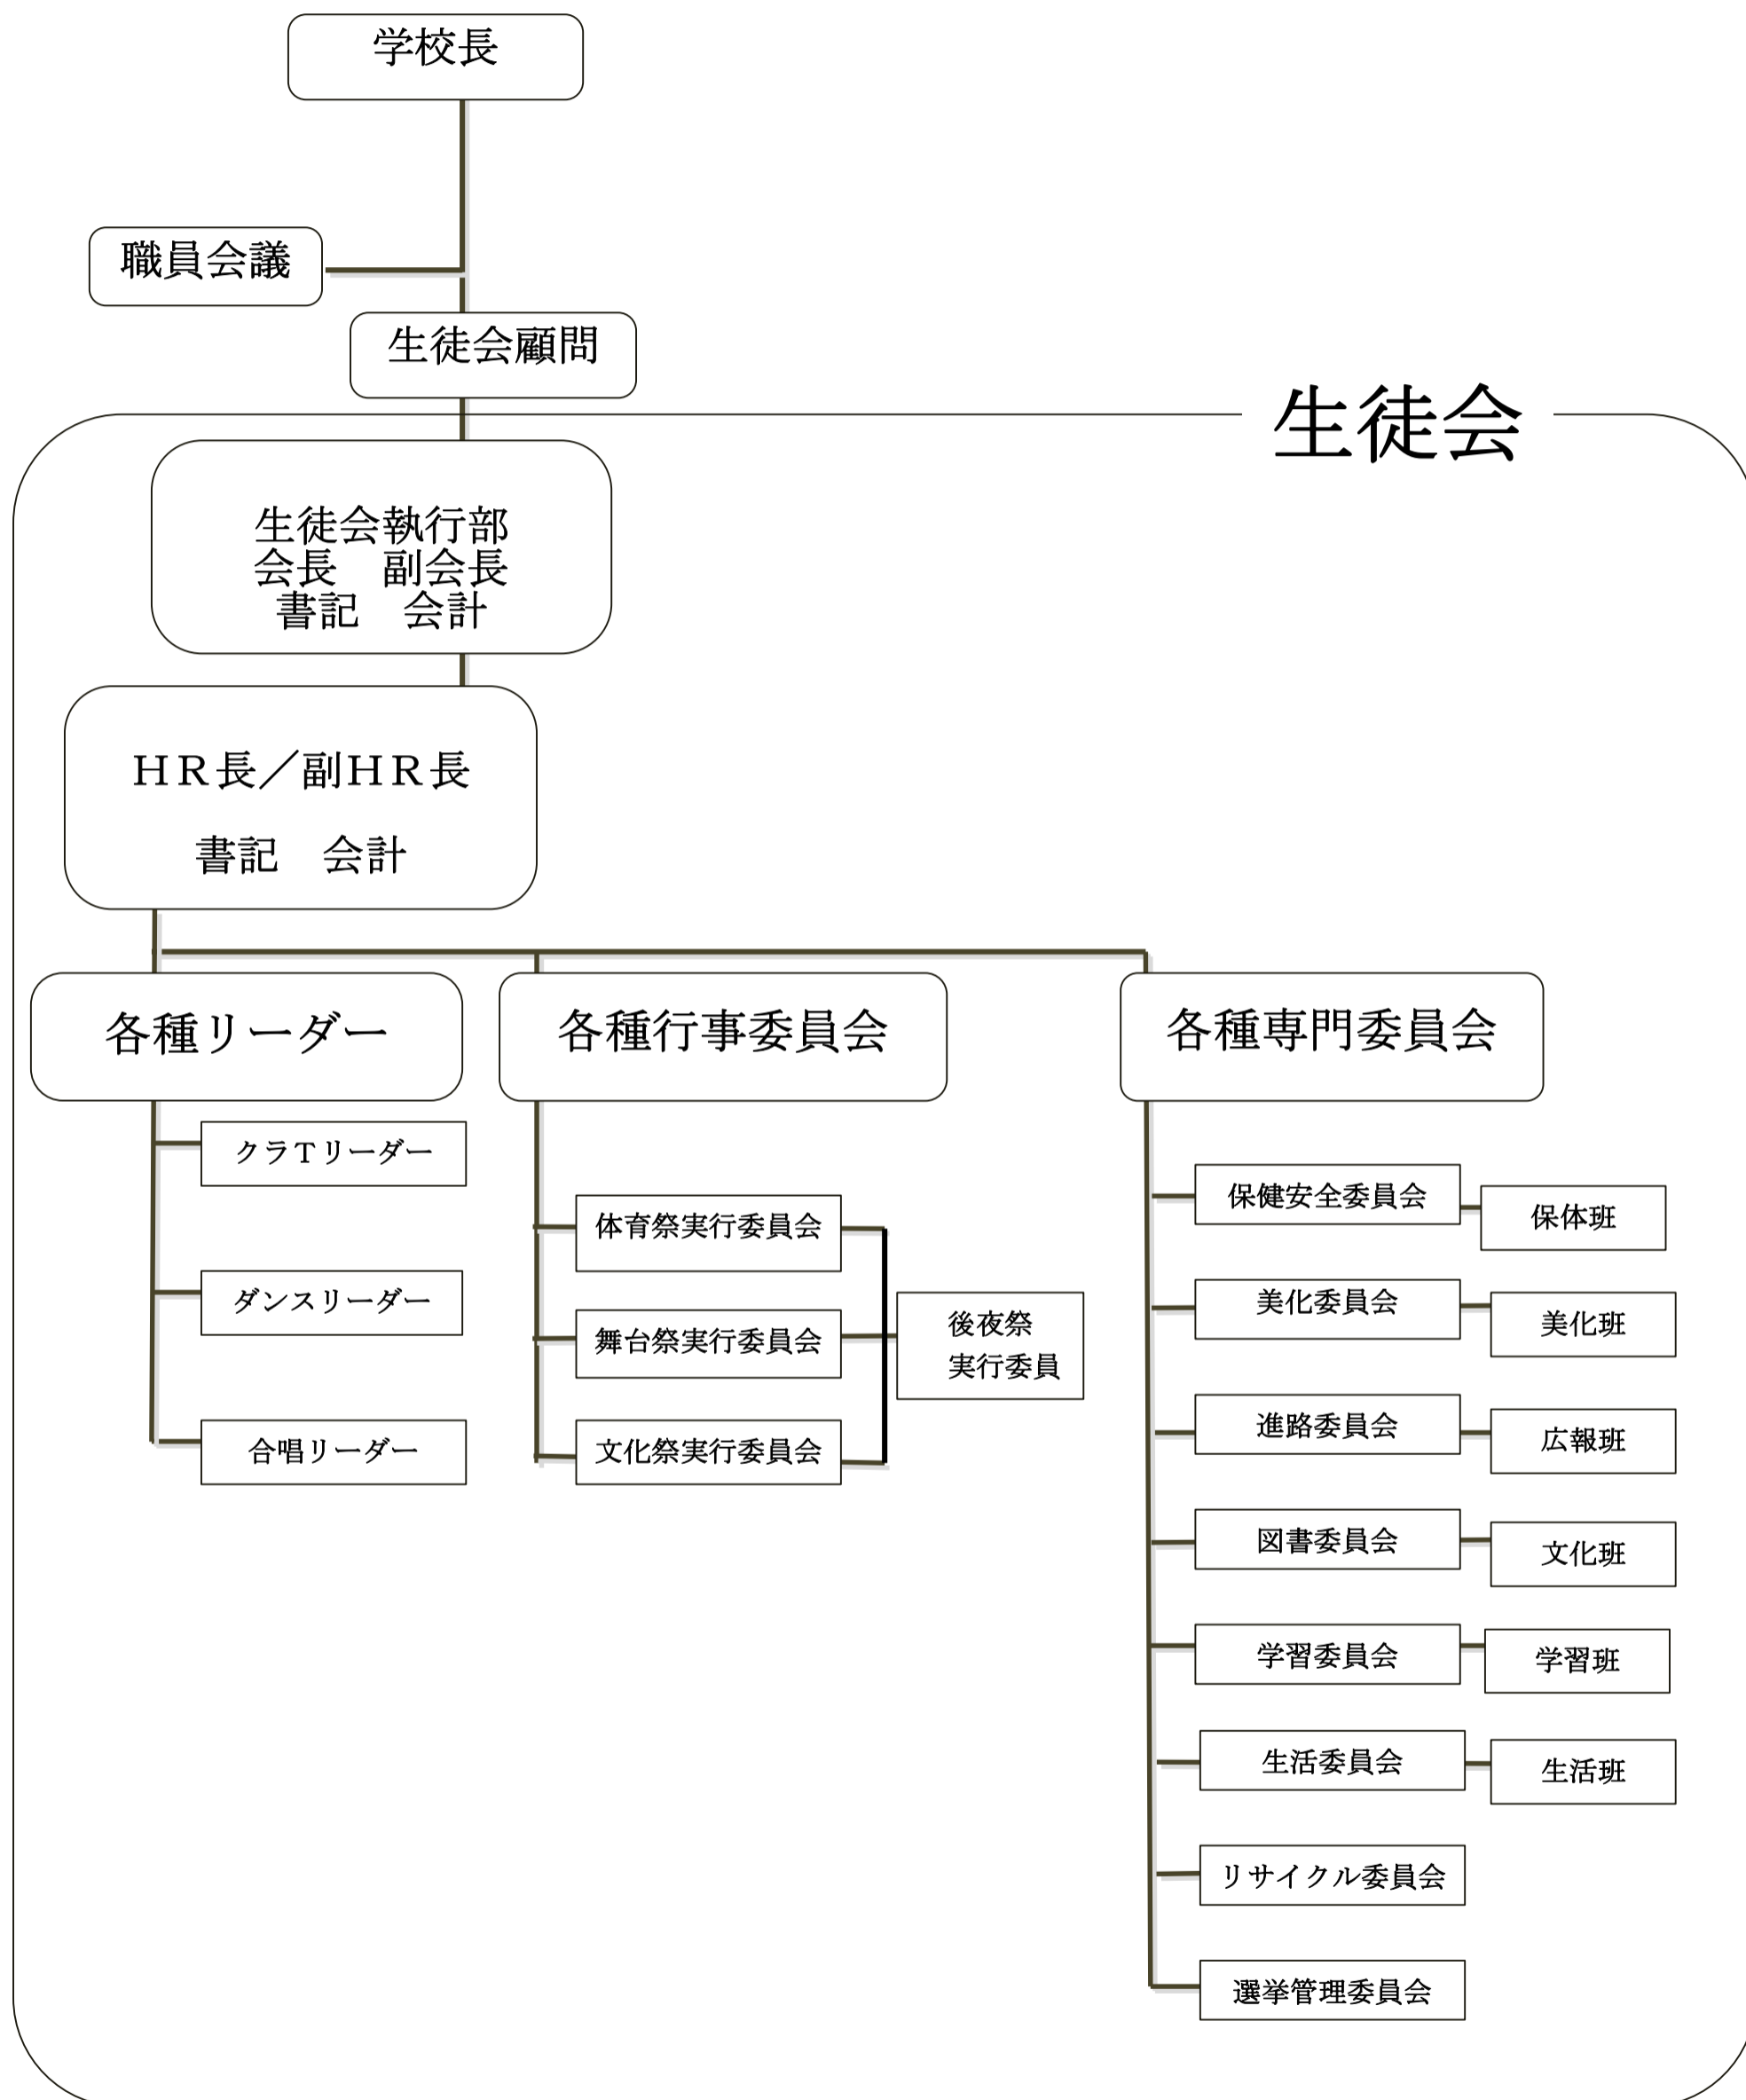 学校長
職員会議
生徒会顧問
生徒会
生徒会執行部
会長　副会長
書記　会計
ＨＲ長／副ＨＲ長
書記　会計
各種リーダー
クラＴリーダー
ダンスリーダー
合唱リーダー
各種行事委員会
体育祭実行委員会
舞台祭実行委員会
文化祭実行委員会
後夜祭
実行委員
各種専門委員会
保健安全委員会
保体班
美化委員会
美化班
進路委員会
広報班
図書委員会
文化班
学習委員会
学習班
生活委員会
生活班
リサイクル委員会
選挙管理委員会